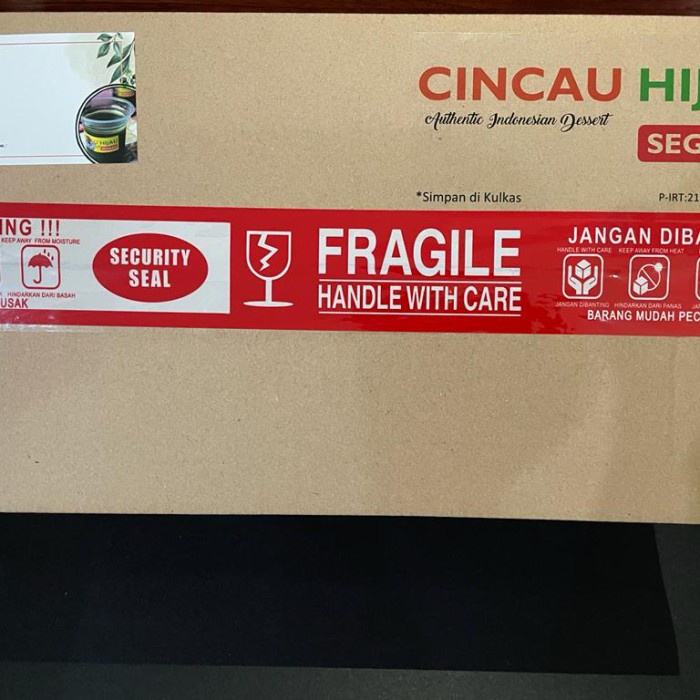 CINCAU HIJ
Authentic Indonesian Dessert
SEG
*Simpan di Kulkas
P-IRT:21
ING !!!
KEEP AWAY FROM MOISTURE
HINDARKAN DARI BASAH
USAK
SECURITY
SEAL
FRAGILE
HANDLE WITH CARE
JANGAN DIBA
HANDLE WITH CARE KEEP AWAY FROM HEAT
JANGAN DIBANTING HINDARKAN DARI PANAS
BARANG MUDAH PEC